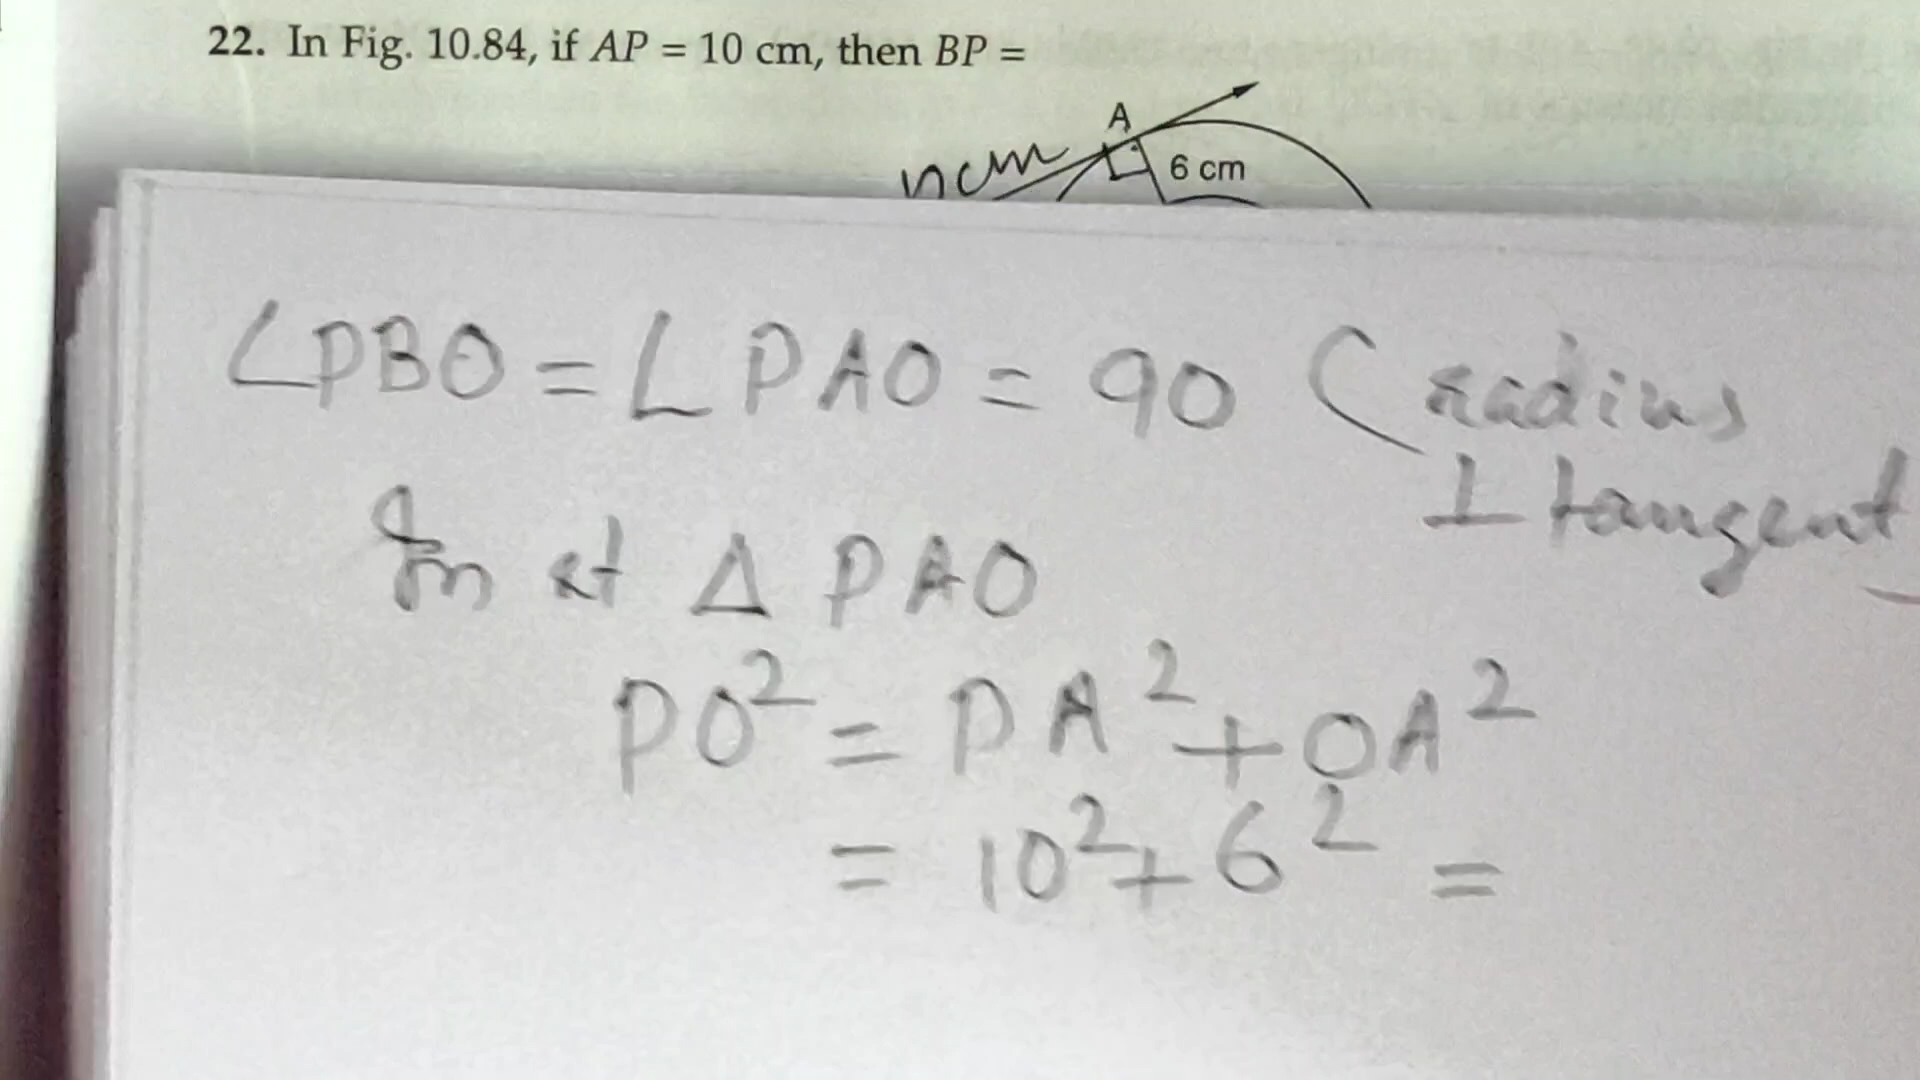 22. In Fig. 10.84, if AP = 10 cm, then BP =
A
6 cm
∠PBO = ∠PAO = 90 (radius
⊥ tangent
In rt Δ PAO
PO² = PA² + OA²
= 10² + 6² =